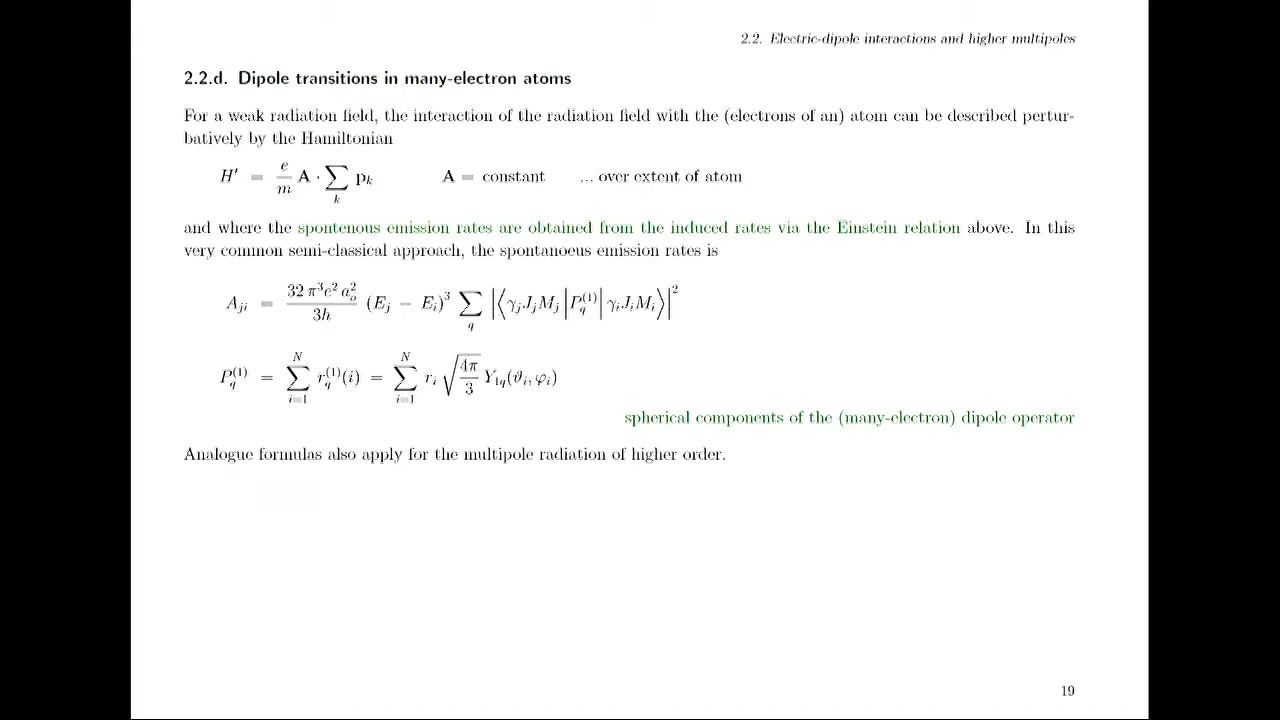 2.2. Electric-dipole interactions and higher multipoles
2.2.d. Dipole transitions in many-electron atoms
For a weak radiation field, the interaction of the radiation field with the (electrons of an) atom can be described pertur-
batively by the Hamiltonian
H′ = e/m A · ∑_k p_k     A = constant     ... over extent of atom
and where the spontenous emission rates are obtained from the induced rates via the Einstein relation above. In this
very common semi-classical approach, the spontanoeus emission rates is
A_ji = 32 π³e² a_o² / 3h (E_j − E_i)³ ∑_q |⟨γ_j J_j M_j |P_q^(1)| γ_i J_i M_i⟩|²
P_q^(1) = ∑_{i=1}^N r_q^(1)(i) = ∑_{i=1}^N r_i √(4π/3) Y_1q(ϑ_i, φ_i)
spherical components of the (many-electron) dipole operator
Analogue formulas also apply for the multipole radiation of higher order.
19